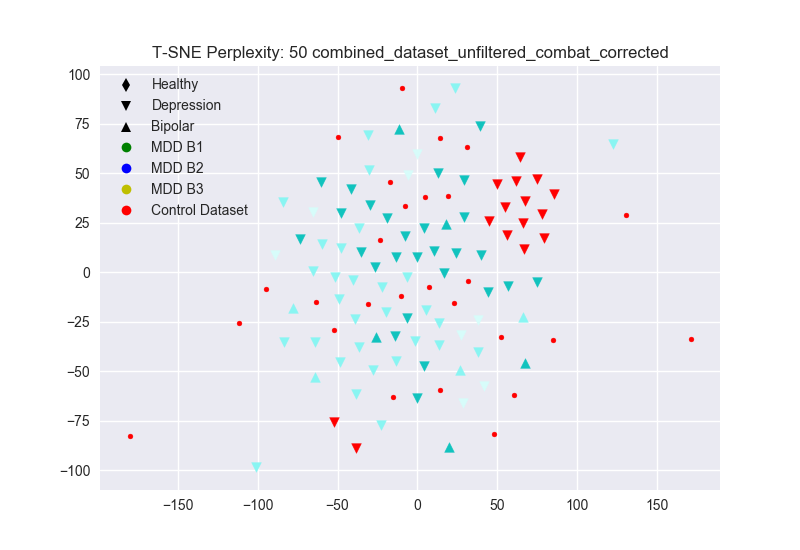 T-SNE Perplexity: 50 combined_dataset_unfiltered_combat_corrected
100
75
50
25
0
−25
−50
−75
−100
Healthy
Depression
Bipolar
MDD B1
MDD B2
MDD B3
Control Dataset
−150 −100 −50 0 50 100 150